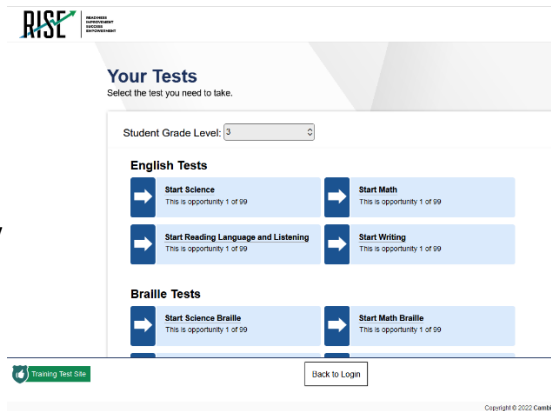 RISE
READINESS
IMPROVEMENT
SUCCESS
EMPOWERMENT
Your Tests
Select the test you need to take.
Student Grade Level: 3
English Tests
Start Science
This is opportunity 1 of 99
Start Math
This is opportunity 1 of 99
Start Reading Language and Listening
This is opportunity 1 of 99
Start Writing
This is opportunity 1 of 99
Braille Tests
Start Science Braille
This is opportunity 1 of 99
Start Math Braille
This is opportunity 1 of 99
Training Test Site
Back to Login
Copyright © 2022 Cambi